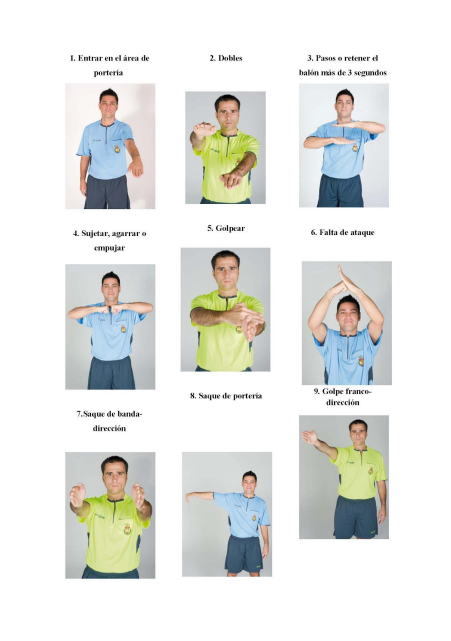 1. Entrar en el área de
portería
2. Dobles
3. Pasos o retener el
balón más de 3 segundos
4. Sujetar, agarrar o
empujar
5. Golpear
6. Falta de ataque
7.Saque de banda-
dirección
8. Saque de portería
9. Golpe franco-
dirección